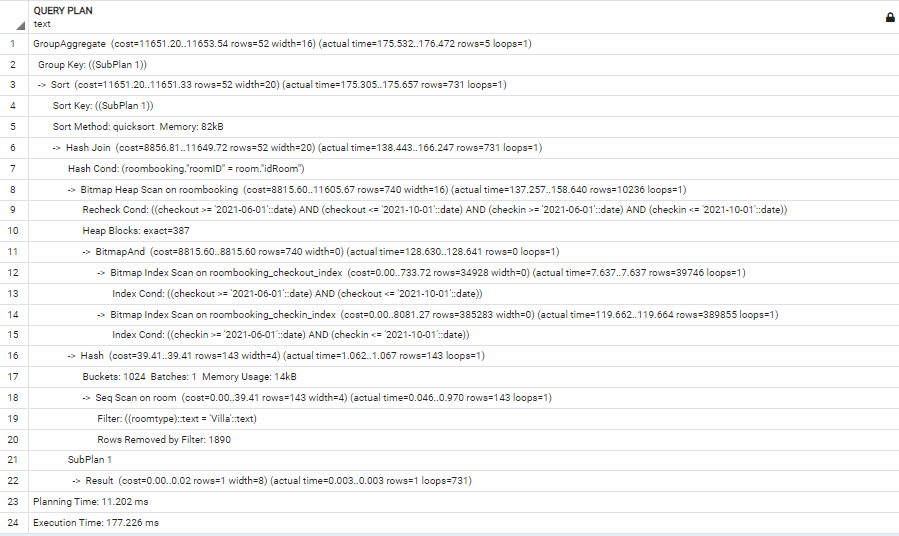 QUERY PLAN
text
1 GroupAggregate (cost=11651.20..11653.54 rows=52 width=16) (actual time=175.532..176.472 rows=5 loops=1)
2 Group Key: ((SubPlan 1))
3 -> Sort (cost=11651.20..11651.33 rows=52 width=20) (actual time=175.305..175.657 rows=731 loops=1)
4 Sort Key: ((SubPlan 1))
5 Sort Method: quicksort Memory: 82kB
6 -> Hash Join (cost=8856.81..11649.72 rows=52 width=20) (actual time=138.443..166.247 rows=731 loops=1)
7 Hash Cond: (roombooking."roomID" = room."idRoom")
8 -> Bitmap Heap Scan on roombooking (cost=8815.60..11605.67 rows=740 width=16) (actual time=137.257..158.640 rows=10236 loops=1)
9 Recheck Cond: ((checkout >= '2021-06-01'::date) AND (checkout <= '2021-10-01'::date) AND (checkin >= '2021-06-01'::date) AND (checkin <= '2021-10-01'::date))
10 Heap Blocks: exact=387
11 -> BitmapAnd (cost=8815.60..8815.60 rows=740 width=0) (actual time=128.630..128.641 rows=0 loops=1)
12 -> Bitmap Index Scan on roombooking_checkout_index (cost=0.00..733.72 rows=34928 width=0) (actual time=7.637..7.637 rows=39746 loops=1)
13 Index Cond: ((checkout >= '2021-06-01'::date) AND (checkout <= '2021-10-01'::date))
14 -> Bitmap Index Scan on roombooking_checkin_index (cost=0.00..8081.27 rows=385283 width=0) (actual time=119.662..119.664 rows=389855 loops=1)
15 Index Cond: ((checkin >= '2021-06-01'::date) AND (checkin <= '2021-10-01'::date))
16 -> Hash (cost=39.41..39.41 rows=143 width=4) (actual time=1.062..1.067 rows=143 loops=1)
17 Buckets: 1024 Batches: 1 Memory Usage: 14kB
18 -> Seq Scan on room (cost=0.00..39.41 rows=143 width=4) (actual time=0.046..0.970 rows=143 loops=1)
19 Filter: ((roomtype)::text = 'Villa'::text)
20 Rows Removed by Filter: 1890
21 SubPlan 1
22 -> Result (cost=0.00..0.02 rows=1 width=8) (actual time=0.003..0.003 rows=1 loops=731)
23 Planning Time: 11.202 ms
24 Execution Time: 177.226 ms